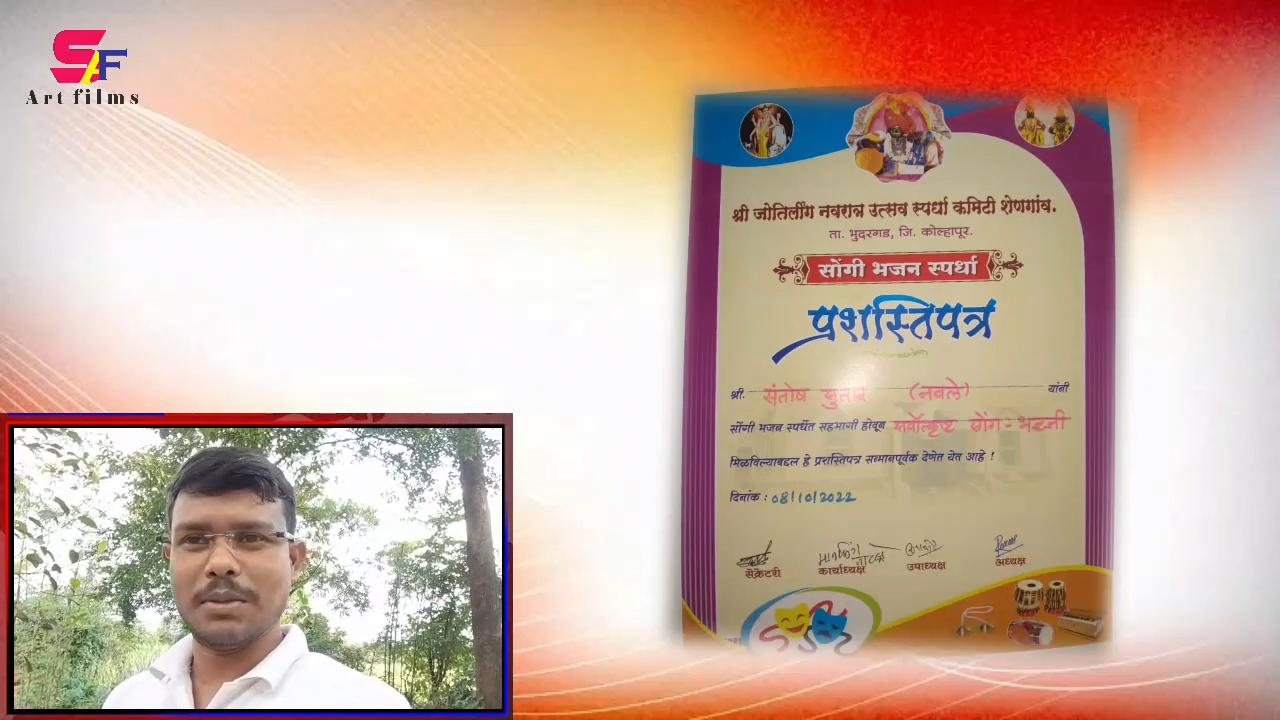 SAF
Art films
श्री जोतिर्लींग नवरात्र उत्सव स्पर्धा कमिटी शेणगांव.
ता. भुदरगड, जि. कोल्हापूर.
सोंगी भजन स्पर्धा
प्रशस्तिपत्र
श्री. संतोष सुतार (नवले) यांनी
सोंगी भजन स्पर्धेत सहभागी होवून सर्वोत्कृष्ट सोंग - भटनी
मिळविल्याबद्दल हे प्रशस्तिपत्र सन्मानपूर्वक देणेत येत आहे !
दिनांक : 08/10/2022
सेक्रेटरी कार्याध्यक्ष उपाध्यक्ष अध्यक्ष